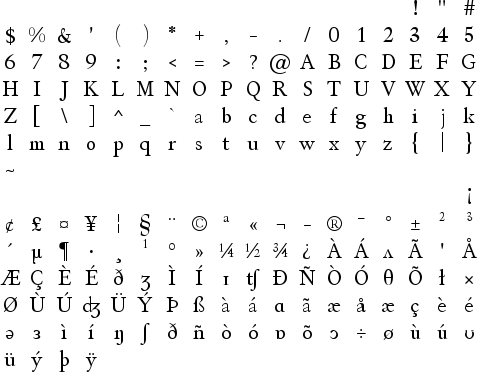 ! " #
$ % & ' ( ) * + , - . / 0 1 2 3 4 5
6 7 8 9 : ; < = > ? @ A B C D E F G
H I J K L M N O P Q R S T U V W X Y
Z [ \ ] ^ _ ` a b c d e f g h i j k
l m n o p q r s t u v w x y z { | }
~
¡
¢ £ ¤ ¥ ¦ § ¨ © ª « ¬ - ® ¯ ° ± ² ³
´ µ ¶ · ¸ ¹ º » ¼ ½ ¾ ¿ À Á ʌ Ã ' Å
Æ Ç È É ð ʒ Ì Í ɪ ʧ Ð Ñ Ò Ó θ Õ ɫ ×
Ø Ù Ú ʤ Ü Ý Þ ß à á ɑ ã æ å æ ç è é
ə ɜ ì í ŋ ʃ ð ñ ò ó ɒ õ ɔ ÷ ø ù ú ʊ
ü ý þ ÿ